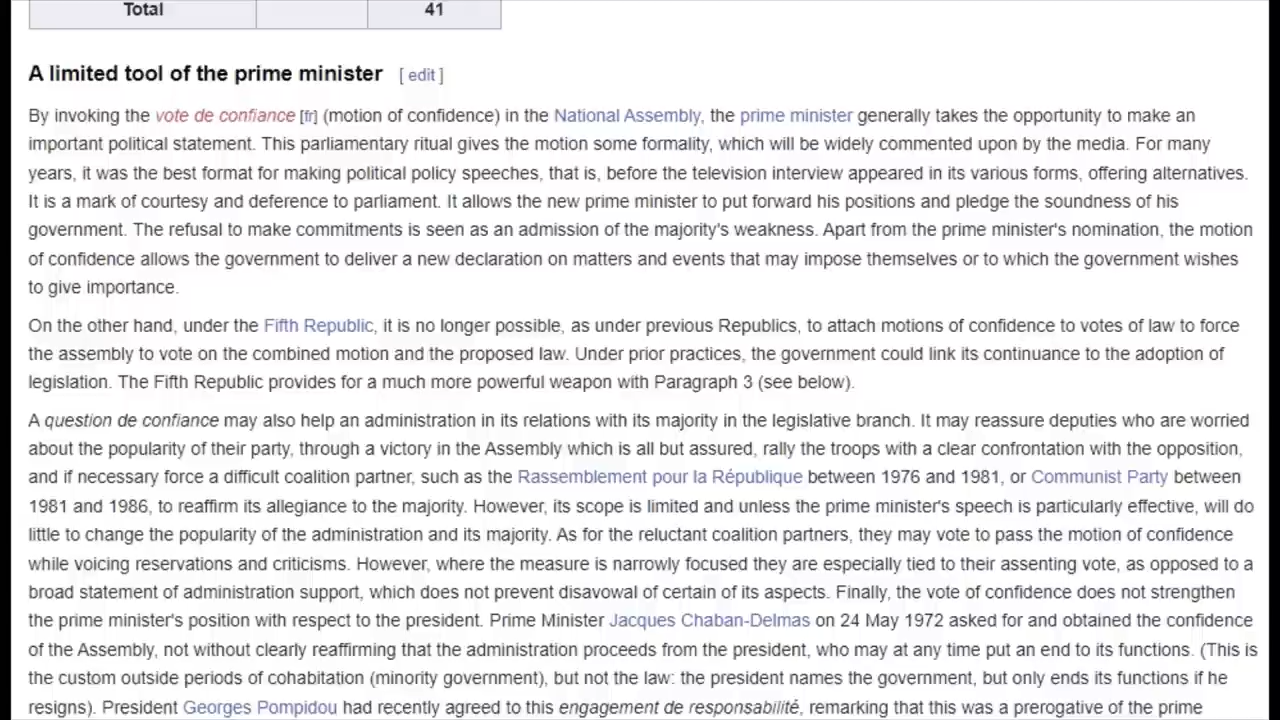 Total 41
A limited tool of the prime minister [ edit ]
By invoking the vote de confiance [fr] (motion of confidence) in the National Assembly, the prime minister generally takes the opportunity to make an
important political statement. This parliamentary ritual gives the motion some formality, which will be widely commented upon by the media. For many
years, it was the best format for making political policy speeches, that is, before the television interview appeared in its various forms, offering alternatives.
It is a mark of courtesy and deference to parliament. It allows the new prime minister to put forward his positions and pledge the soundness of his
government. The refusal to make commitments is seen as an admission of the majority's weakness. Apart from the prime minister's nomination, the motion
of confidence allows the government to deliver a new declaration on matters and events that may impose themselves or to which the government wishes
to give importance.
On the other hand, under the Fifth Republic, it is no longer possible, as under previous Republics, to attach motions of confidence to votes of law to force
the assembly to vote on the combined motion and the proposed law. Under prior practices, the government could link its continuance to the adoption of
legislation. The Fifth Republic provides for a much more powerful weapon with Paragraph 3 (see below).
A question de confiance may also help an administration in its relations with its majority in the legislative branch. It may reassure deputies who are worried
about the popularity of their party, through a victory in the Assembly which is all but assured, rally the troops with a clear confrontation with the opposition,
and if necessary force a difficult coalition partner, such as the Rassemblement pour la République between 1976 and 1981, or Communist Party between
1981 and 1986, to reaffirm its allegiance to the majority. However, its scope is limited and unless the prime minister's speech is particularly effective, will do
little to change the popularity of the administration and its majority. As for the reluctant coalition partners, they may vote to pass the motion of confidence
while voicing reservations and criticisms. However, where the measure is narrowly focused they are especially tied to their assenting vote, as opposed to a
broad statement of administration support, which does not prevent disavowal of certain of its aspects. Finally, the vote of confidence does not strengthen
the prime minister's position with respect to the president. Prime Minister Jacques Chaban-Delmas on 24 May 1972 asked for and obtained the confidence
of the Assembly, not without clearly reaffirming that the administration proceeds from the president, who may at any time put an end to its functions. (This is
the custom outside periods of cohabitation (minority government), but not the law: the president names the government, but only ends its functions if he
resigns). President Georges Pompidou had recently agreed to this engagement de responsabilité, remarking that this was a prerogative of the prime